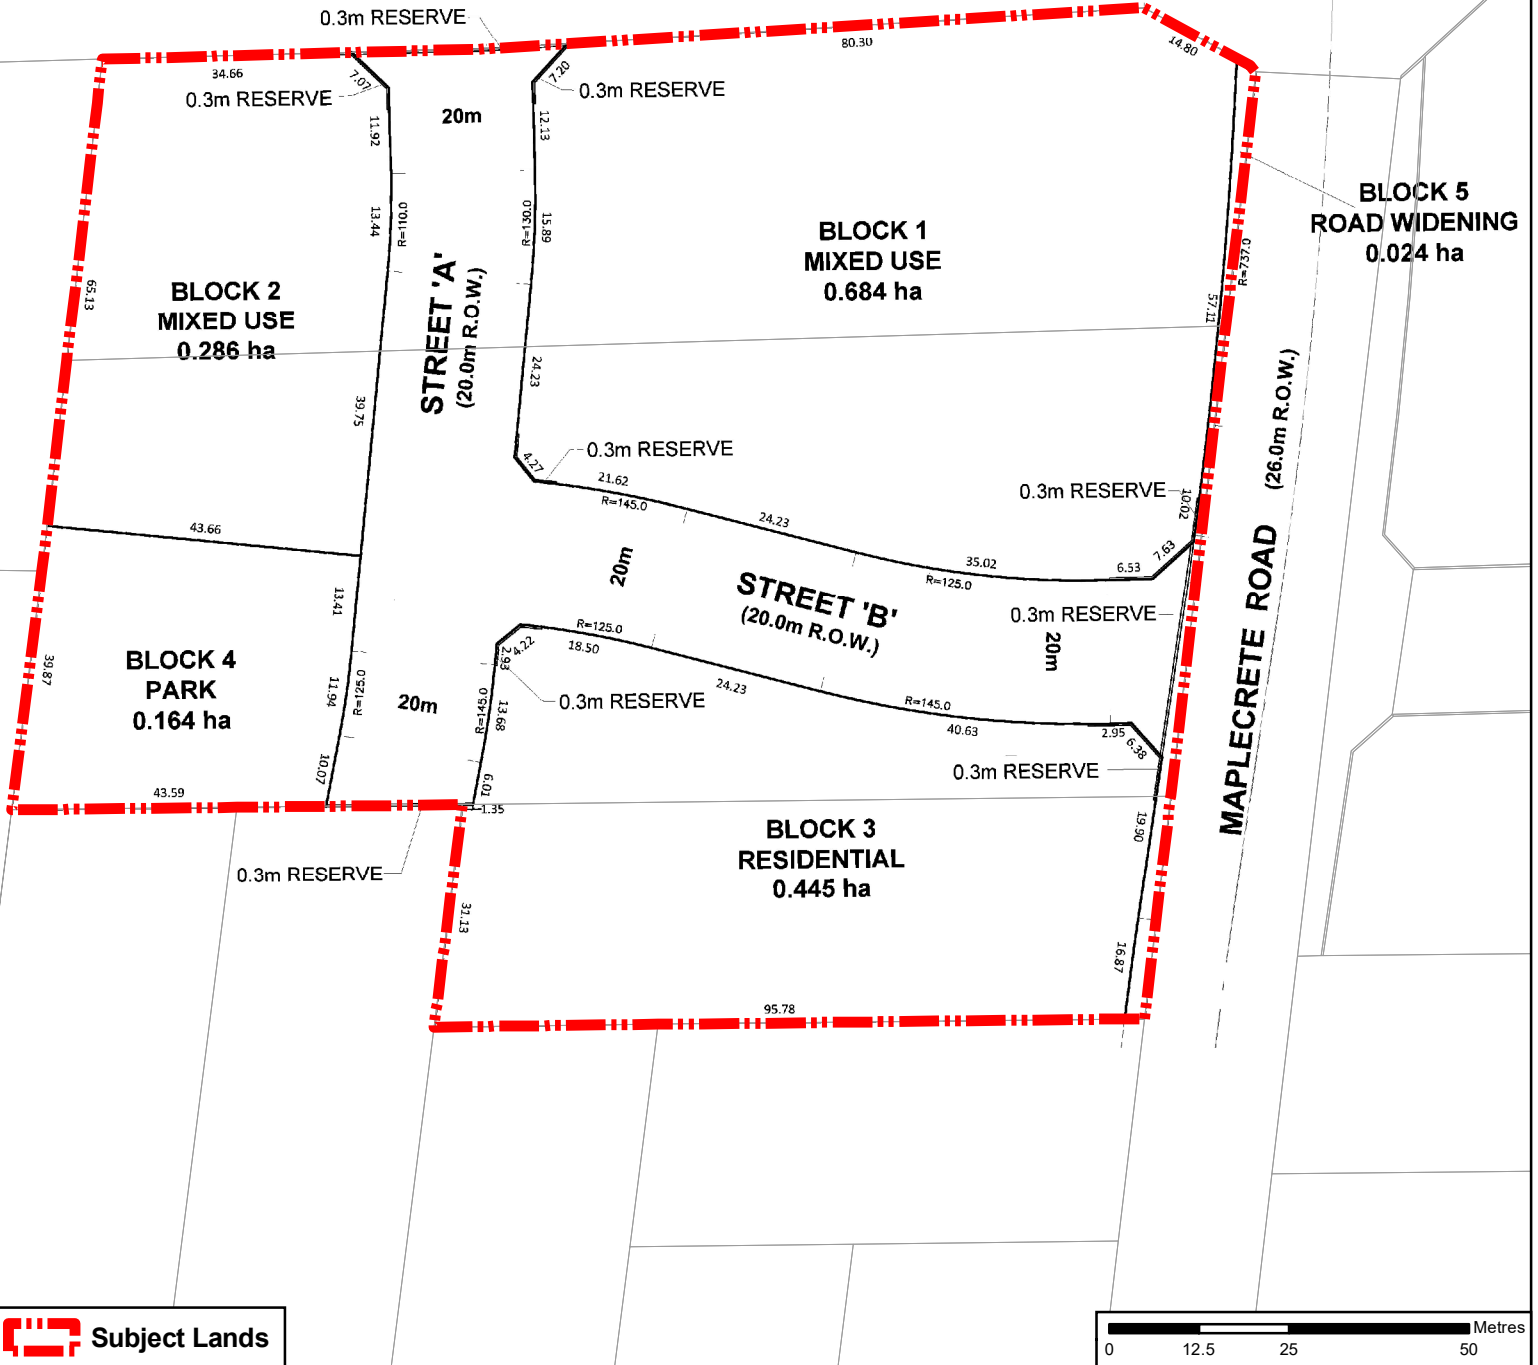 0.3m RESERVE
80.30
14.80
34.66
7.07
7.20
0.3m RESERVE
0.3m RESERVE
20m
11.92
12.13
BLOCK 5
ROAD WIDENING
0.024 ha
13.44
R=110.0
R=130.0
15.89
BLOCK 1
MIXED USE
0.684 ha
R=737.0
57.11
65.13
BLOCK 2
MIXED USE
0.286 ha
STREET 'A'
(20.0m R.O.W.)
24.23
39.75
MAPLECRETE ROAD
(26.0m R.O.W.)
4.27
0.3m RESERVE
21.62
R=145.0
24.23
0.3m RESERVE
10.02
43.66
35.02
R=125.0
6.53
7.63
20m
STREET 'B'
(20.0m R.O.W.)
0.3m RESERVE
20m
13.41
R=125.0
18.50
4.22
2.93
24.23
39.87
BLOCK 4
PARK
0.164 ha
11.94
R=125.0
20m
R=145.0
13.68
0.3m RESERVE
R=145.0
40.63
2.95
6.38
10.07
6.01
0.3m RESERVE
43.59
1.35
19.90
BLOCK 3
RESIDENTIAL
0.445 ha
0.3m RESERVE
31.13
16.87
95.78
Subject Lands
Metres
0 12.5 25 50